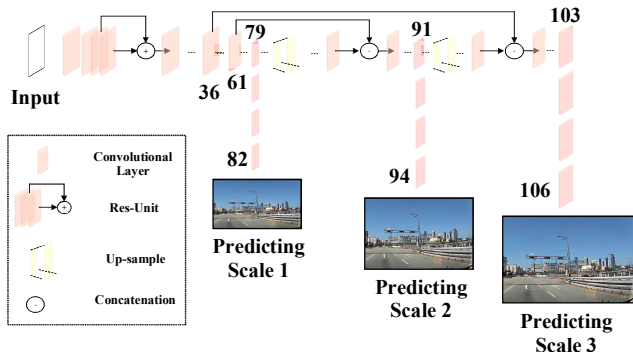 79
91
103
36
61
Input
82
94
106
Convolutional
Layer
Res-Unit
Up-sample
Concatenation
Predicting
Scale 1
Predicting
Scale 2
Predicting
Scale 3